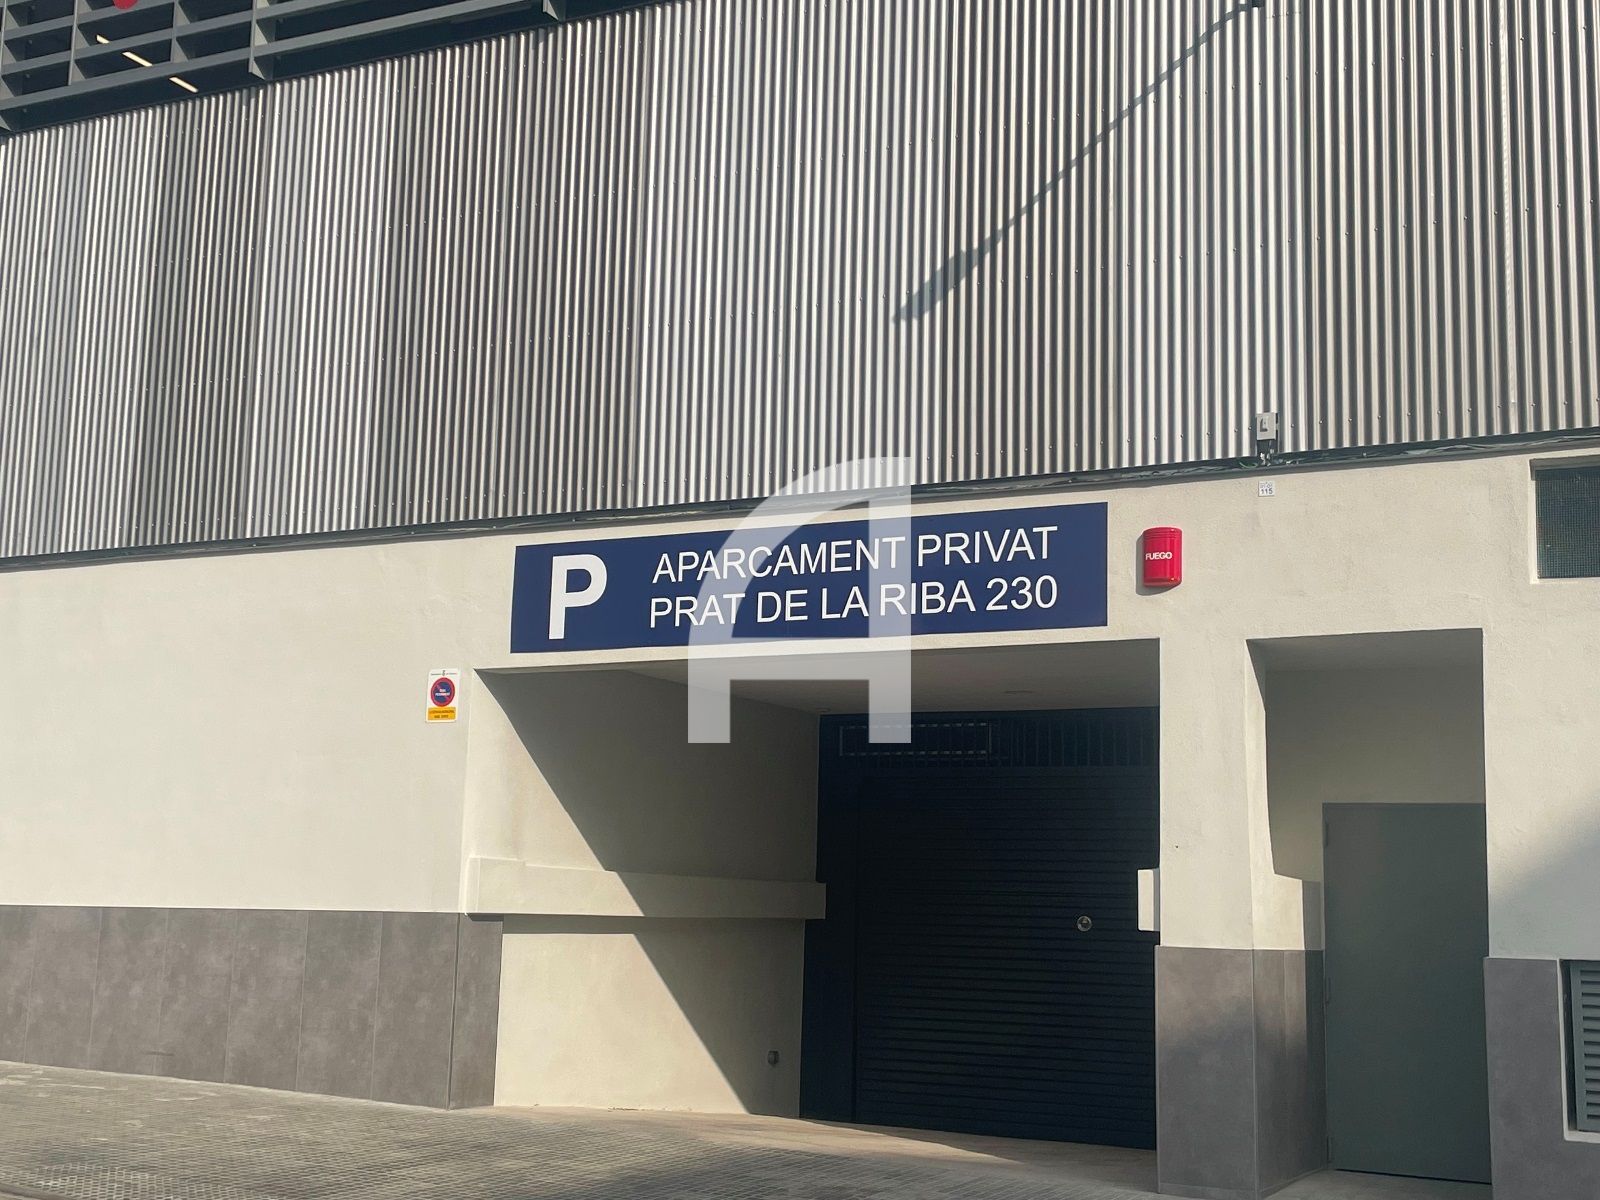 P
APARCAMENT PRIVAT
PRAT DE LA RIBA 230
FUEGO
115